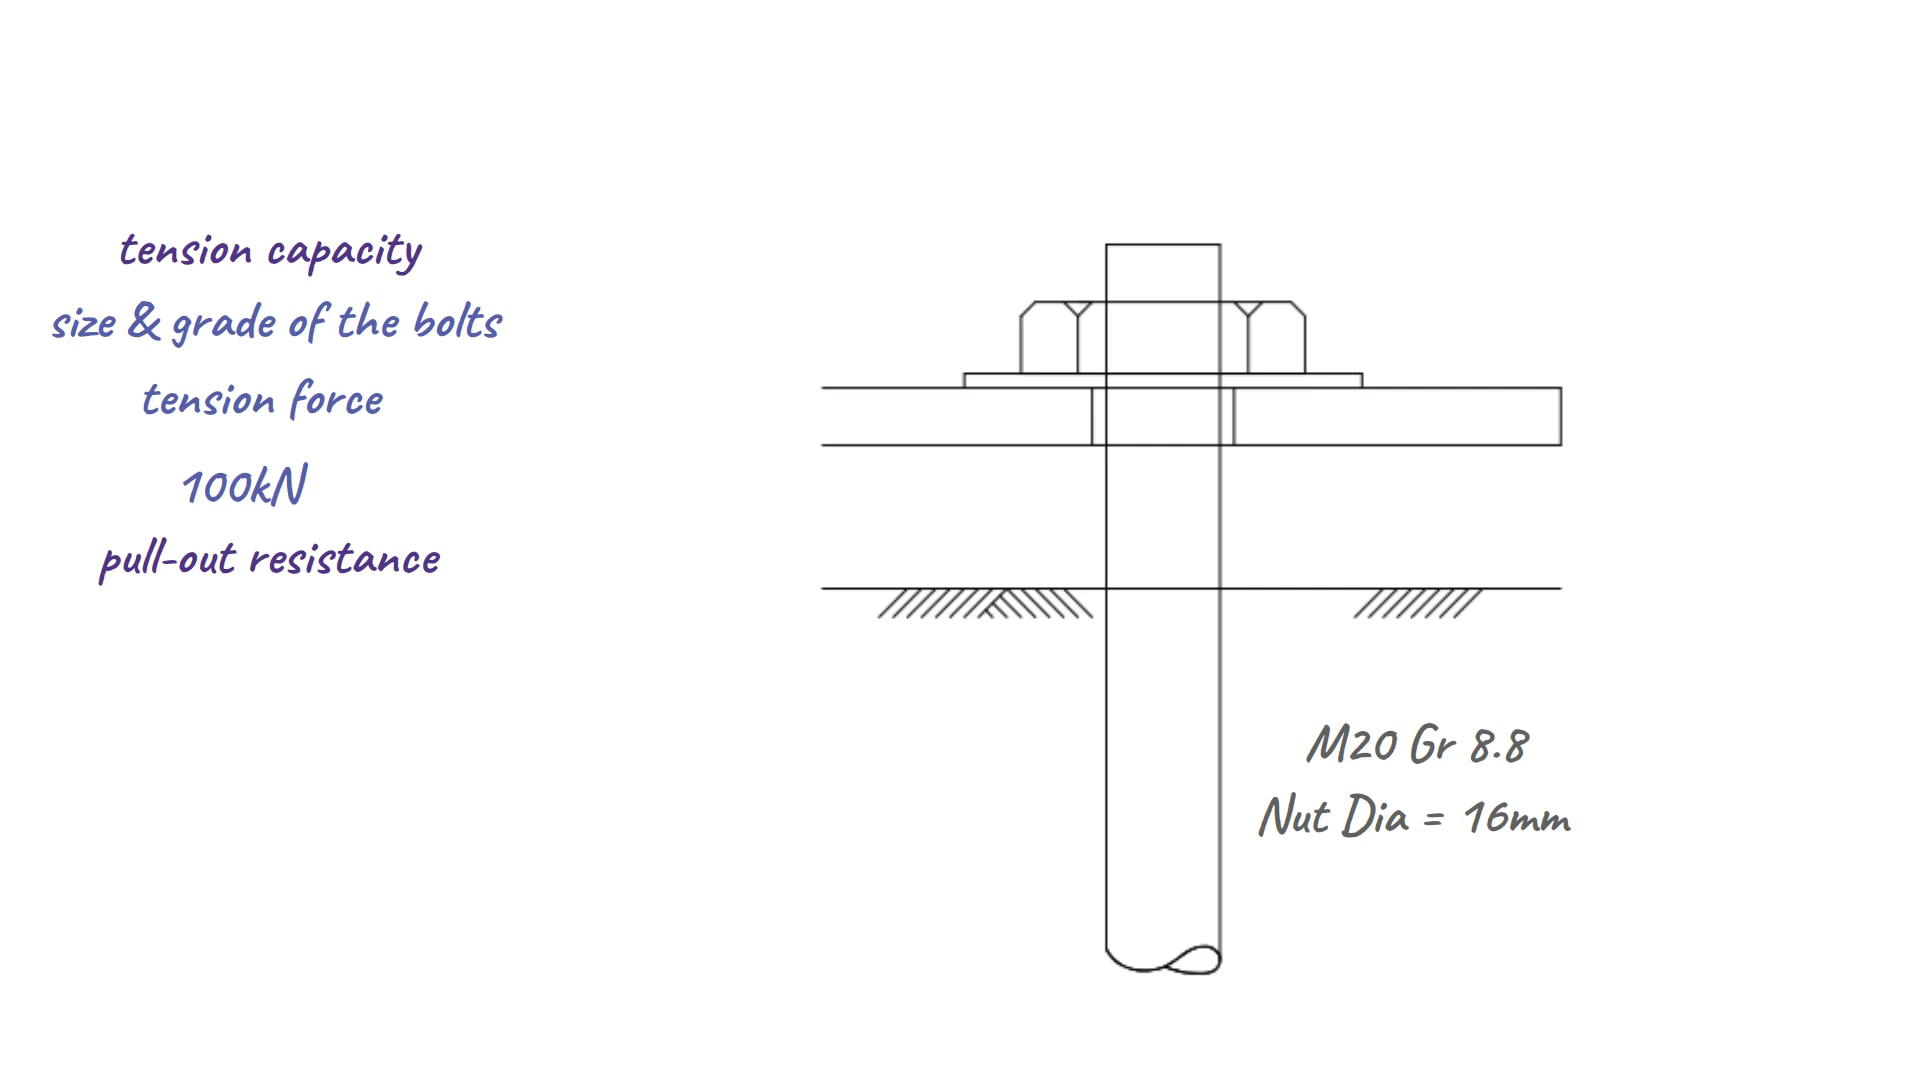 tension capacity
size & grade of the bolts
tension force
100kN
pull-out resistance
M20 Gr 8.8
Nut Dia = 16mm